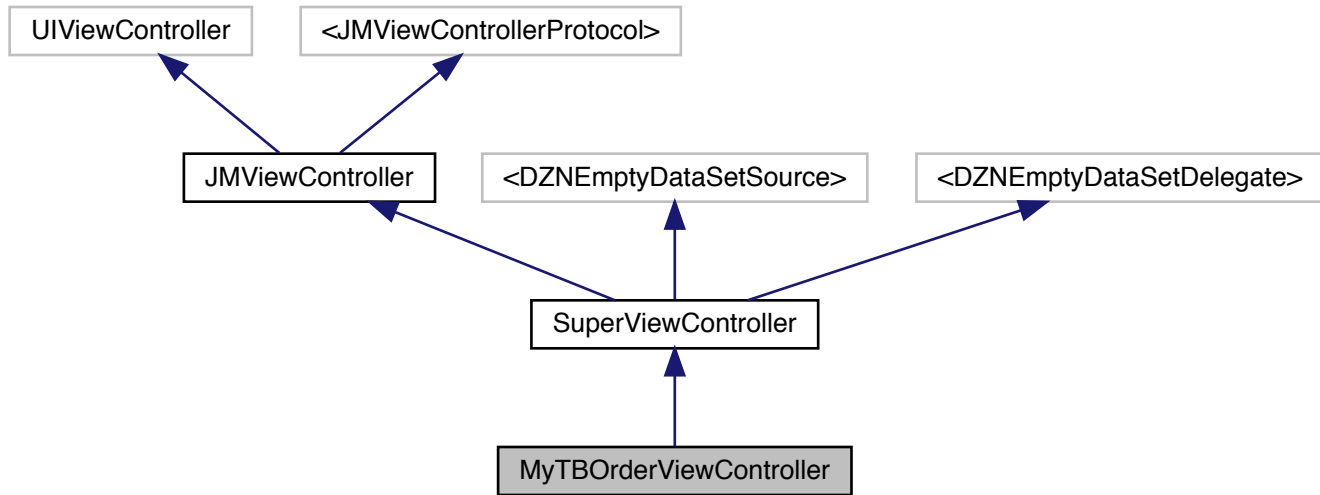 UIViewController
<JMViewControllerProtocol>
JMViewController
<DZNEmptyDataSetSource>
<DZNEmptyDataSetDelegate>
SuperViewController
MyTBOrderViewController